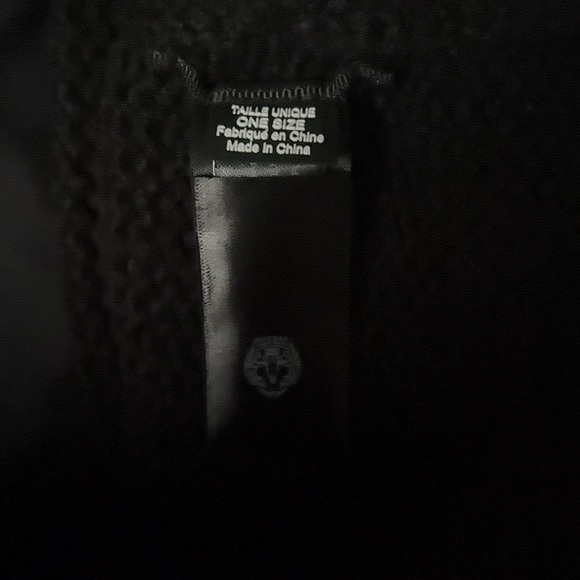 TAILLE UNIQUE
ONE SIZE
Fabriqué en Chine
Made in China